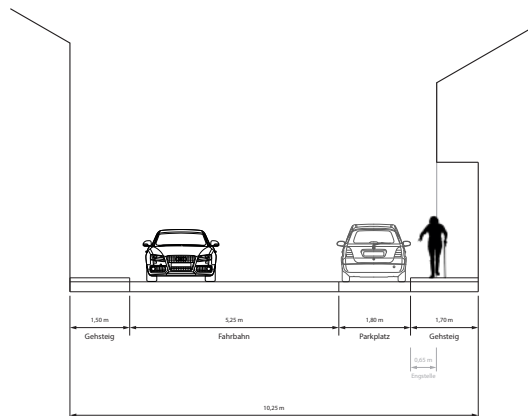 1,50 m 5,25 m 1,80 m 1,70 m
Gehsteig Fahrbahn Parkplatz Gehsteig
0,65 m
Engstelle
10,25 m